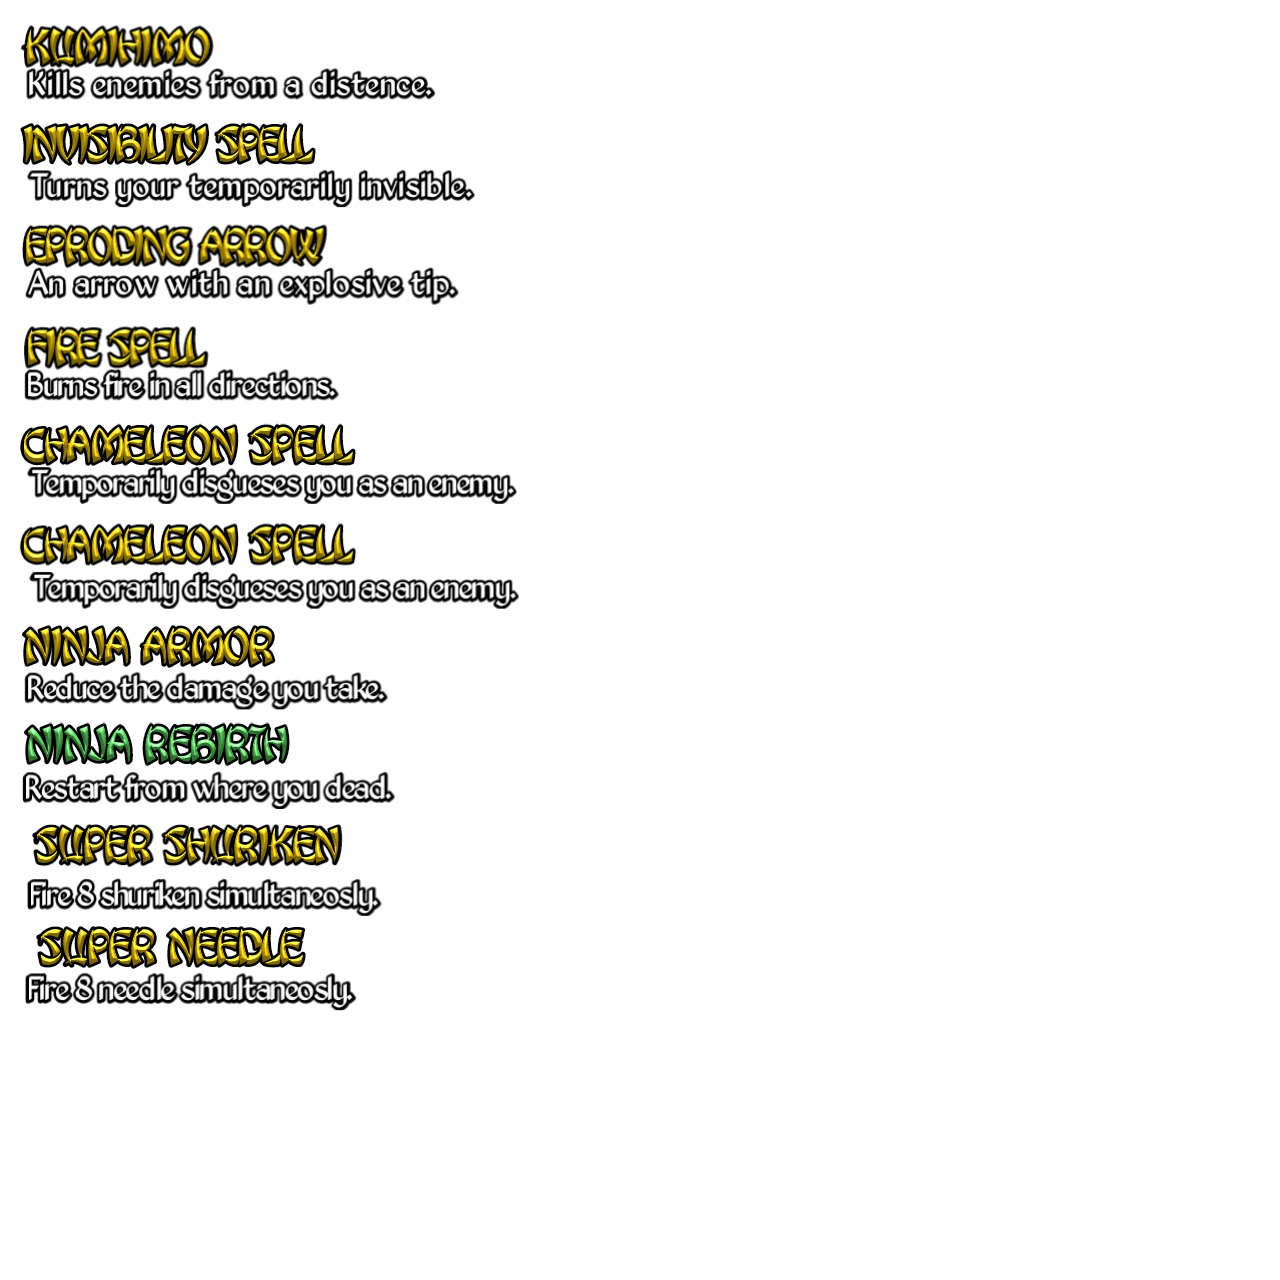 KUMIHIMO
Kills enemies from a distence.
INVISIBILITY SPELL
Turns your temporarily invisible.
EPRODING ARROW
An arrow with an explosive tip.
FIRE SPELL
Burns fire in all directions.
CHAMELEON SPELL
Temporarily disgueses you as an enemy.
CHAMELEON SPELL
Temporarily disgueses you as an enemy.
NINJA ARMOR
Reduce the damage you take.
NINJA REBIRTH
Restart from where you dead.
SUPER SHURIKEN
Fire 8 shuriken simultaneosly.
SUPER NEEDLE
Fire 8 needle simultaneosly.